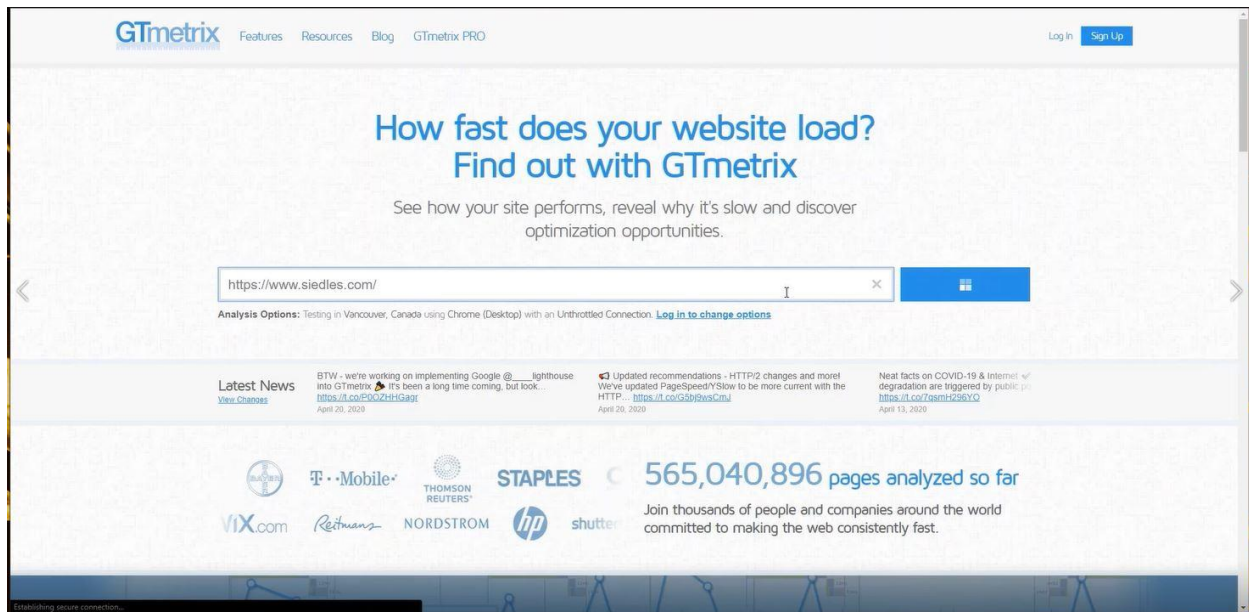 GTmetrix Features Resources Blog GTmetrix PRO Log In Sign Up
How fast does your website load?
Find out with GTmetrix
See how your site performs, reveal why it's slow and discover
optimization opportunities.
https://www.siedles.com/
Analysis Options: Testing in Vancouver, Canada using Chrome (Desktop) with an Unthrottled Connection. Log in to change options
Latest News
View Changes
BTW - we're working on implementing Google @____lighthouse
into GTmetrix 🎉 It's been a long time coming, but look…
https://t.co/P0OZHHGagr
April 20, 2020
📢 Updated recommendations - HTTP/2 changes and more!
We've updated PageSpeed/YSlow to be more current with the
HTTP… https://t.co/G5bj9wsCmJ
April 20, 2020
Neat facts on COVID-19 & Internet
degradation are triggered by public
https://t.co/7qsmH296YO
April 13, 2020
BAYER
T··Mobile·
THOMSON
REUTERS
STAPLES
ViX.com
Reitmans
NORDSTROM
hp
shutter
565,040,896 pages analyzed so far
Join thousands of people and companies around the world
committed to making the web consistently fast.
Establishing secure connection...